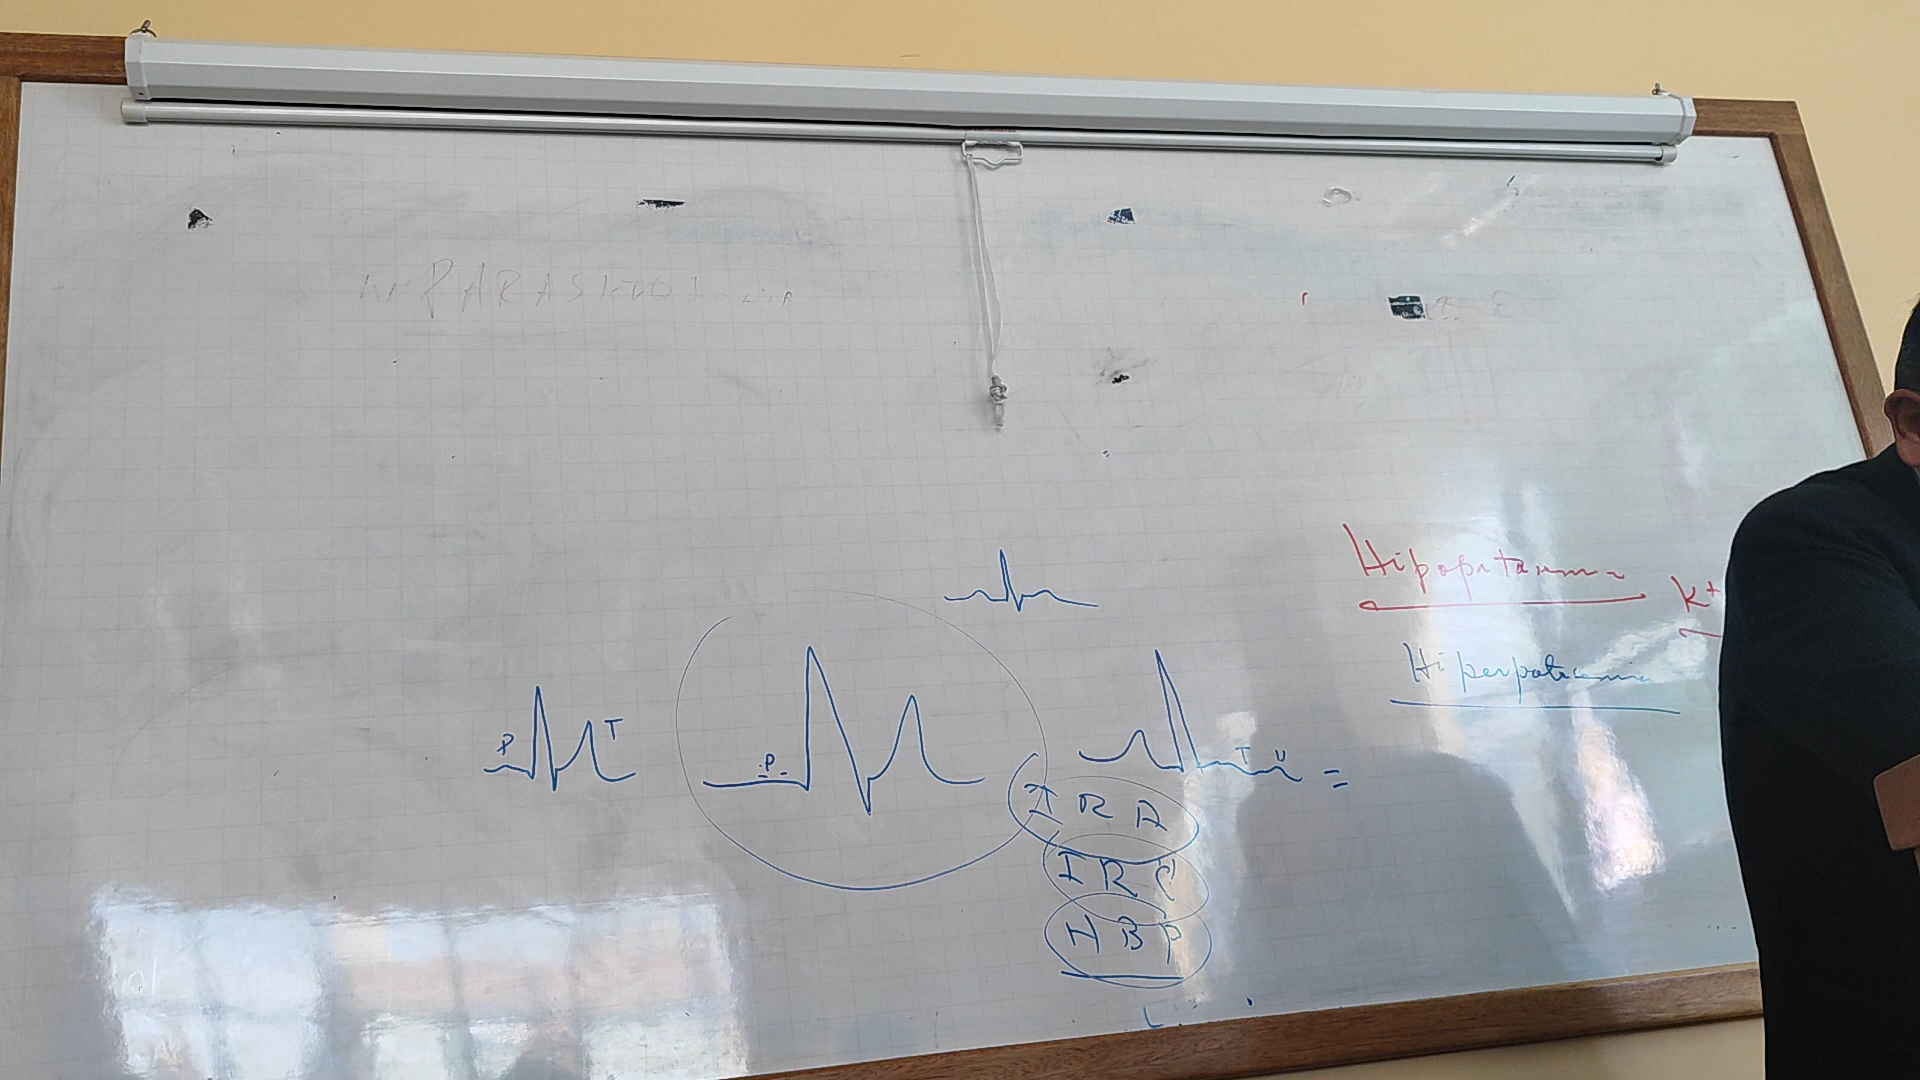 Hipopotasemia
K+
Hiperpotasemia
P T
P
T U =
IRA
IRC
HBP